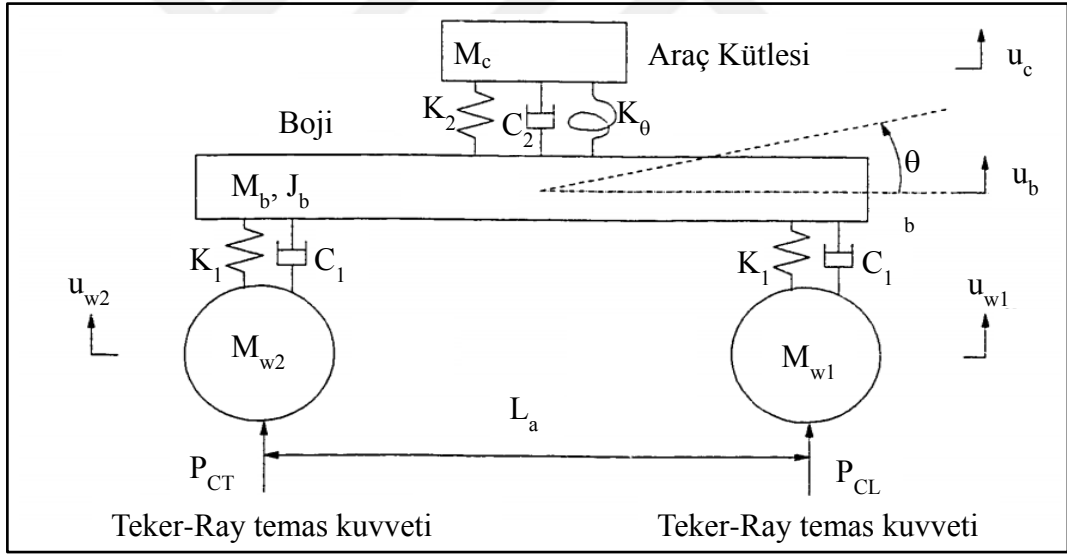 M_c
Araç Kütlesi
u_c
K_2
C_2
K_θ
Boji
θ
M_b, J_b
u_b
b
K_1
C_1
K_1
C_1
u_w2
u_w1
M_w2
M_w1
L_a
P_CT
P_CL
Teker-Ray temas kuvveti
Teker-Ray temas kuvveti